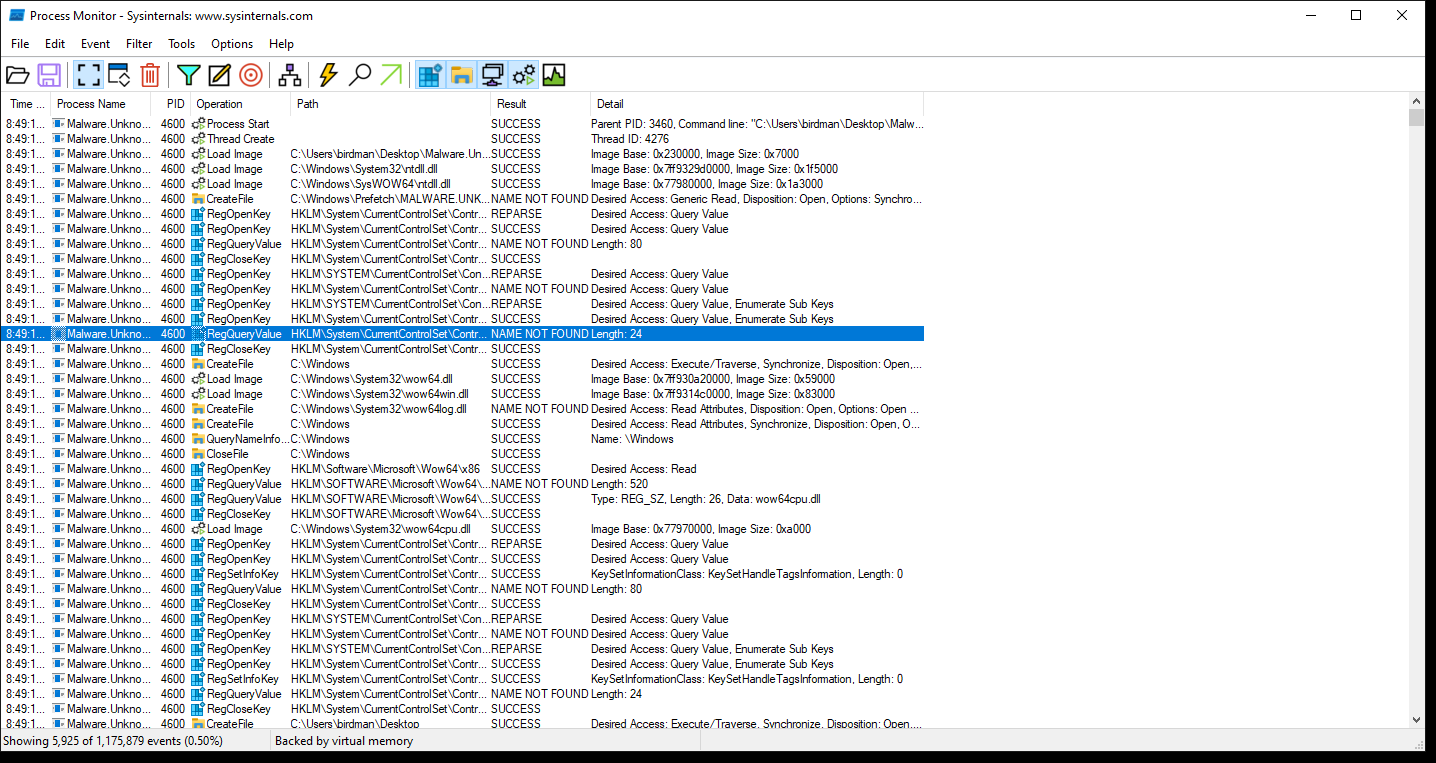 Process Monitor - Sysinternals: www.sysinternals.com
File Edit Event Filter Tools Options Help
Time ... Process Name PID Operation Path Result Detail
8:49:1... Malware.Unkno... 4600 Process Start SUCCESS Parent PID: 3460, Command line: "C:\Users\birdman\Desktop\Malw...
8:49:1... Malware.Unkno... 4600 Thread Create SUCCESS Thread ID: 4276
8:49:1... Malware.Unkno... 4600 Load Image C:\Users\birdman\Desktop\Malware.Un... SUCCESS Image Base: 0x230000, Image Size: 0x7000
8:49:1... Malware.Unkno... 4600 Load Image C:\Windows\System32\ntdll.dll SUCCESS Image Base: 0x7ff9329d0000, Image Size: 0x1f5000
8:49:1... Malware.Unkno... 4600 Load Image C:\Windows\SysWOW64\ntdll.dll SUCCESS Image Base: 0x77980000, Image Size: 0x1a3000
8:49:1... Malware.Unkno... 4600 CreateFile C:\Windows\Prefetch\MALWARE.UNK... NAME NOT FOUND Desired Access: Generic Read, Disposition: Open, Options: Synchro...
8:49:1... Malware.Unkno... 4600 RegOpenKey HKLM\System\CurrentControlSet\Contr... REPARSE Desired Access: Query Value
8:49:1... Malware.Unkno... 4600 RegOpenKey HKLM\System\CurrentControlSet\Contr... SUCCESS Desired Access: Query Value
8:49:1... Malware.Unkno... 4600 RegQueryValue HKLM\System\CurrentControlSet\Contr... NAME NOT FOUND Length: 80
8:49:1... Malware.Unkno... 4600 RegCloseKey HKLM\System\CurrentControlSet\Contr... SUCCESS
8:49:1... Malware.Unkno... 4600 RegOpenKey HKLM\SYSTEM\CurrentControlSet\Con... REPARSE Desired Access: Query Value
8:49:1... Malware.Unkno... 4600 RegOpenKey HKLM\System\CurrentControlSet\Contr... NAME NOT FOUND Desired Access: Query Value
8:49:1... Malware.Unkno... 4600 RegOpenKey HKLM\SYSTEM\CurrentControlSet\Con... REPARSE Desired Access: Query Value, Enumerate Sub Keys
8:49:1... Malware.Unkno... 4600 RegOpenKey HKLM\System\CurrentControlSet\Contr... SUCCESS Desired Access: Query Value, Enumerate Sub Keys
8:49:1... Malware.Unkno... 4600 RegQueryValue HKLM\System\CurrentControlSet\Contr... NAME NOT FOUND Length: 24
8:49:1... Malware.Unkno... 4600 RegCloseKey HKLM\System\CurrentControlSet\Contr... SUCCESS
8:49:1... Malware.Unkno... 4600 CreateFile C:\Windows SUCCESS Desired Access: Execute/Traverse, Synchronize, Disposition: Open,...
8:49:1... Malware.Unkno... 4600 Load Image C:\Windows\System32\wow64.dll SUCCESS Image Base: 0x7ff930a20000, Image Size: 0x59000
8:49:1... Malware.Unkno... 4600 Load Image C:\Windows\System32\wow64win.dll SUCCESS Image Base: 0x7ff9314c0000, Image Size: 0x83000
8:49:1... Malware.Unkno... 4600 CreateFile C:\Windows\System32\wow64log.dll NAME NOT FOUND Desired Access: Read Attributes, Disposition: Open, Options: Open ...
8:49:1... Malware.Unkno... 4600 CreateFile C:\Windows SUCCESS Desired Access: Read Attributes, Synchronize, Disposition: Open, O...
8:49:1... Malware.Unkno... 4600 QueryNameInfo... C:\Windows SUCCESS Name: \Windows
8:49:1... Malware.Unkno... 4600 CloseFile C:\Windows SUCCESS
8:49:1... Malware.Unkno... 4600 RegOpenKey HKLM\Software\Microsoft\Wow64\x86 SUCCESS Desired Access: Read
8:49:1... Malware.Unkno... 4600 RegQueryValue HKLM\SOFTWARE\Microsoft\Wow64\... NAME NOT FOUND Length: 520
8:49:1... Malware.Unkno... 4600 RegQueryValue HKLM\SOFTWARE\Microsoft\Wow64\... SUCCESS Type: REG_SZ, Length: 26, Data: wow64cpu.dll
8:49:1... Malware.Unkno... 4600 RegCloseKey HKLM\SOFTWARE\Microsoft\Wow64\... SUCCESS
8:49:1... Malware.Unkno... 4600 Load Image C:\Windows\System32\wow64cpu.dll SUCCESS Image Base: 0x77970000, Image Size: 0xa000
8:49:1... Malware.Unkno... 4600 RegOpenKey HKLM\System\CurrentControlSet\Contr... REPARSE Desired Access: Query Value
8:49:1... Malware.Unkno... 4600 RegOpenKey HKLM\System\CurrentControlSet\Contr... SUCCESS Desired Access: Query Value
8:49:1... Malware.Unkno... 4600 RegSetInfoKey HKLM\System\CurrentControlSet\Contr... SUCCESS KeySetInformationClass: KeySetHandleTagsInformation, Length: 0
8:49:1... Malware.Unkno... 4600 RegQueryValue HKLM\System\CurrentControlSet\Contr... NAME NOT FOUND Length: 80
8:49:1... Malware.Unkno... 4600 RegCloseKey HKLM\System\CurrentControlSet\Contr... SUCCESS
8:49:1... Malware.Unkno... 4600 RegOpenKey HKLM\SYSTEM\CurrentControlSet\Con... REPARSE Desired Access: Query Value
8:49:1... Malware.Unkno... 4600 RegOpenKey HKLM\System\CurrentControlSet\Contr... NAME NOT FOUND Desired Access: Query Value
8:49:1... Malware.Unkno... 4600 RegOpenKey HKLM\SYSTEM\CurrentControlSet\Con... REPARSE Desired Access: Query Value, Enumerate Sub Keys
8:49:1... Malware.Unkno... 4600 RegOpenKey HKLM\System\CurrentControlSet\Contr... SUCCESS Desired Access: Query Value, Enumerate Sub Keys
8:49:1... Malware.Unkno... 4600 RegSetInfoKey HKLM\System\CurrentControlSet\Contr... SUCCESS KeySetInformationClass: KeySetHandleTagsInformation, Length: 0
8:49:1... Malware.Unkno... 4600 RegQueryValue HKLM\System\CurrentControlSet\Contr... NAME NOT FOUND Length: 24
8:49:1... Malware.Unkno... 4600 RegCloseKey HKLM\System\CurrentControlSet\Contr... SUCCESS
8:49:1... Malware.Unkno... 4600 CreateFile C:\Users\birdman\Desktop SUCCESS Desired Access: Execute/Traverse, Synchronize, Disposition: Open,...
Showing 5,925 of 1,175,879 events (0.50%) Backed by virtual memory